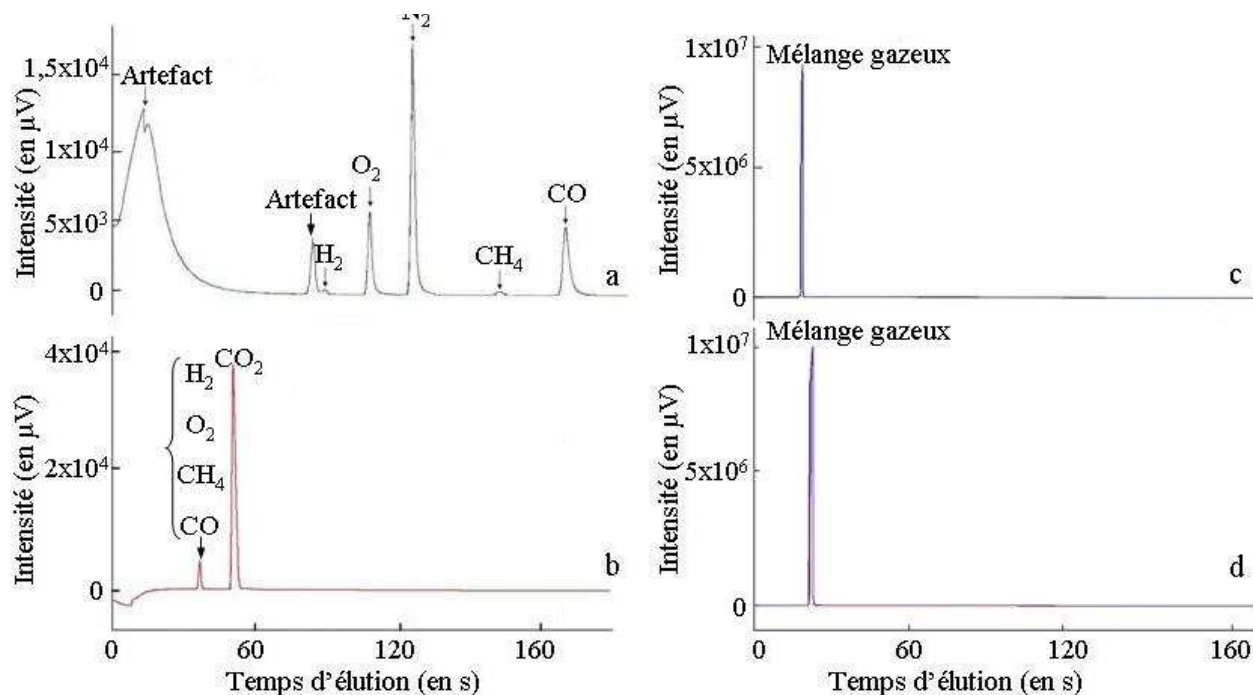 N₂
1,5x10⁴
Artefact
1x10⁴
O₂
Artefact
CO
5x10³
H₂
CH₄
0
a
Intensité (en µV)
1x10⁷
Mélange gazeux
5x10⁶
0
c
Intensité (en µV)
4x10⁴
CO₂
H₂
O₂
2x10⁴
CH₄
CO
0
b
Intensité (en µV)
0
60
120
160
Temps d’élution (en s)
Mélange gazeux
1x10⁷
5x10⁶
0
d
Intensité (en µV)
0
60
120
160
Temps d’élution (en s)